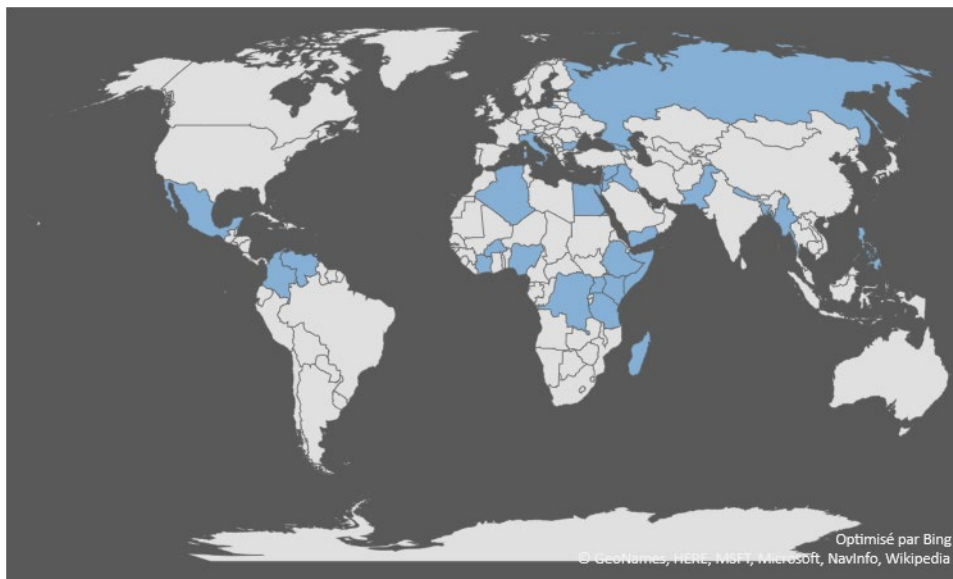 Optimisé par Bing
© GeoNames, HERE, MSFT, Microsoft, NavInfo, Wikipedia